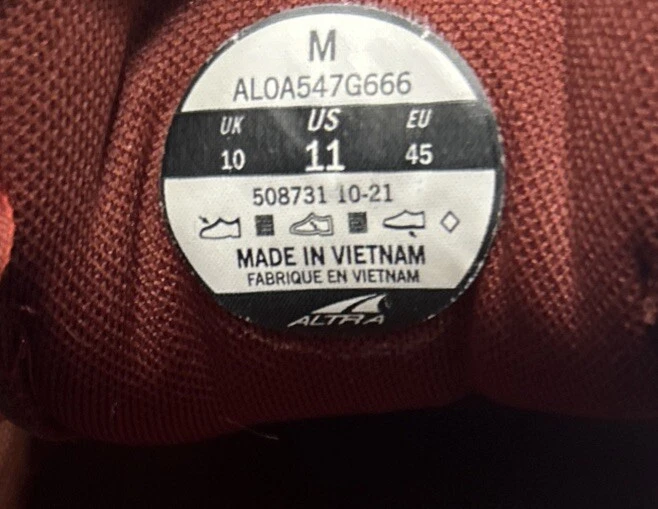 M
AL0A547G666
UK US EU
10 11 45
508731 10-21
MADE IN VIETNAM
FABRIQUE EN VIETNAM
ALTRA